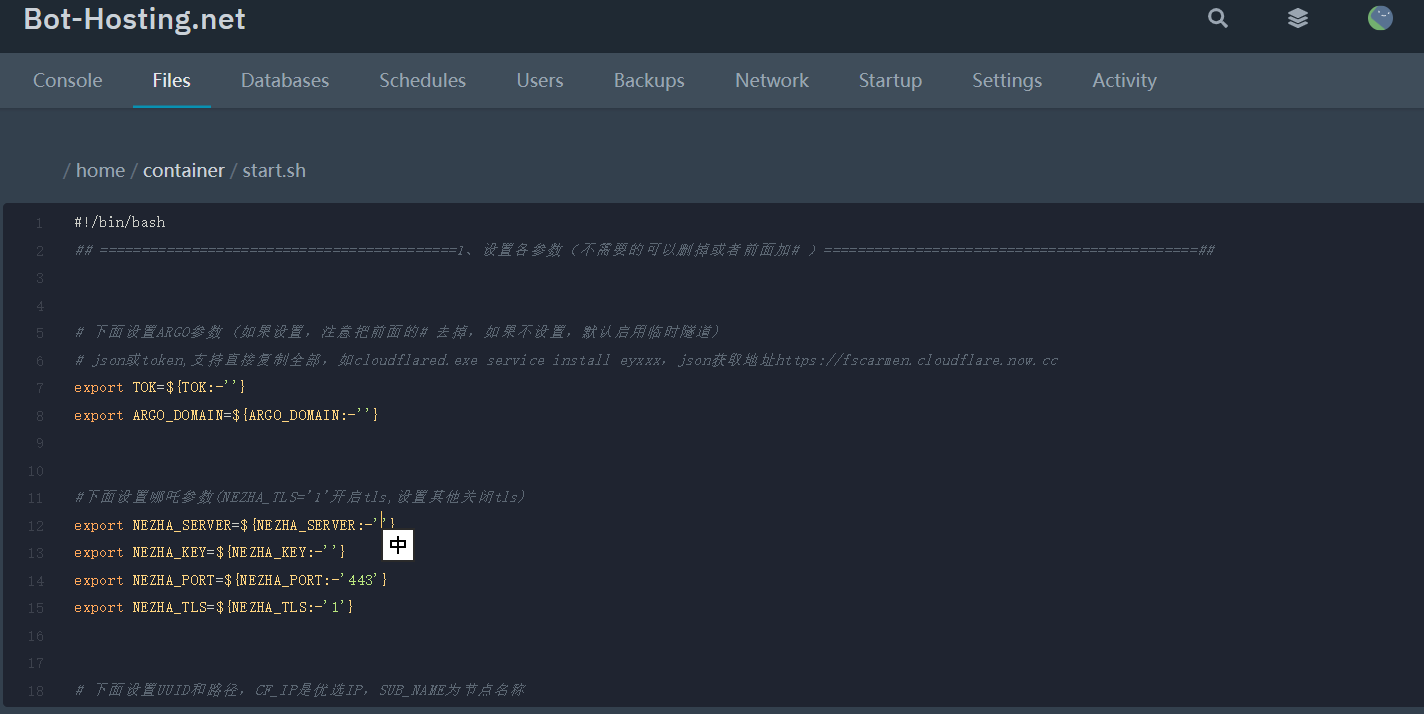 Bot-Hosting.net
Console Files Databases Schedules Users Backups Network Startup Settings Activity
/ home / container / start.sh
1 #!/bin/bash
2 ## ===========================================1、设置各参数（不需要的可以删掉或者前面加# ）=============================================##
3
4
5 # 下面设置ARGO参数（如果设置，注意把前面的# 去掉，如果不设置，默认启用临时隧道）
6 # json或token,支持直接复制全部，如cloudflared.exe service install eyxxx，json获取地址https://fscarmen.cloudflare.now.cc
7 export TOK=${TOK:-''}
8 export ARGO_DOMAIN=${ARGO_DOMAIN:-''}
9
10
11 #下面设置哪吒参数(NEZHA_TLS='1'开启tls,设置其他关闭tls)
12 export NEZHA_SERVER=${NEZHA_SERVER:-''}
中
13 export NEZHA_KEY=${NEZHA_KEY:-''}
14 export NEZHA_PORT=${NEZHA_PORT:-'443'}
15 export NEZHA_TLS=${NEZHA_TLS:-'1'}
16
17
18 # 下面设置UUID和路径，CF_IP是优选IP，SUB_NAME为节点名称